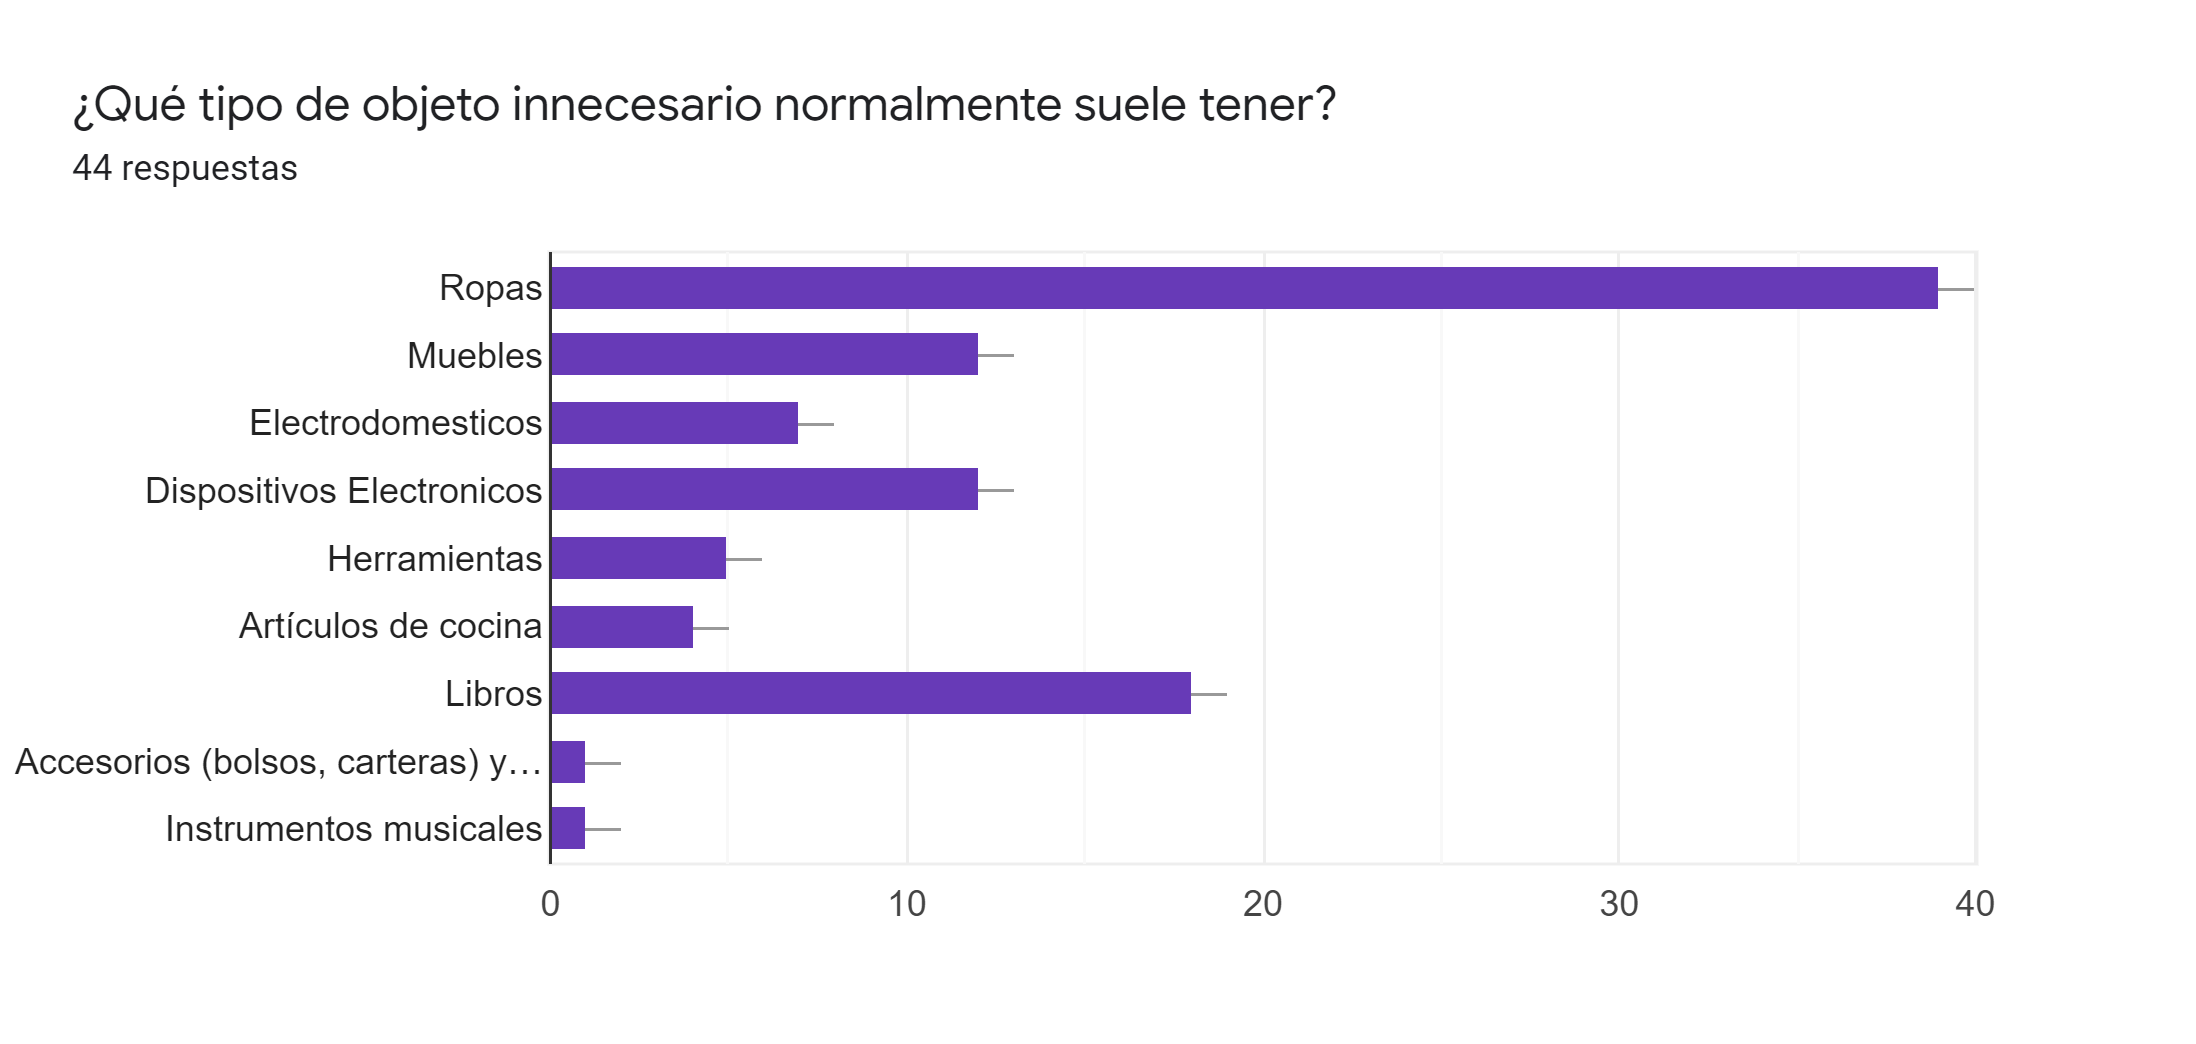 ¿Qué tipo de objeto innecesario normalmente suele tener?
44 respuestas
Ropas
Muebles
Electrodomesticos
Dispositivos Electronicos
Herramientas
Artículos de cocina
Libros
Accesorios (bolsos, carteras) y…
Instrumentos musicales
0 10 20 30 40